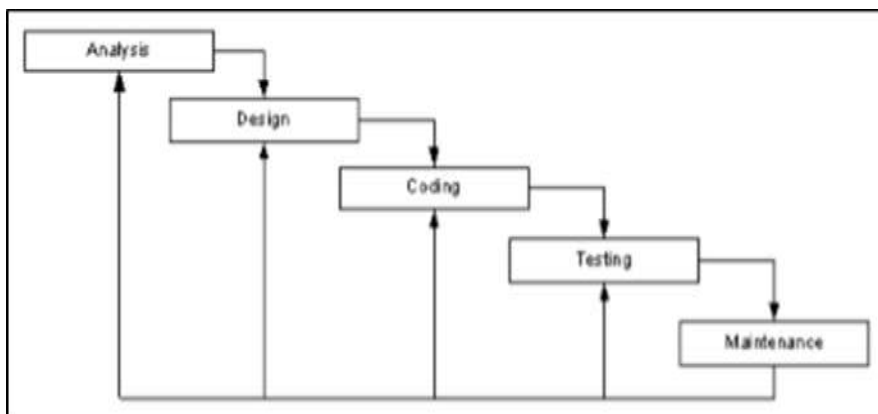 Analysis
Design
Coding
Testing
Maintenance